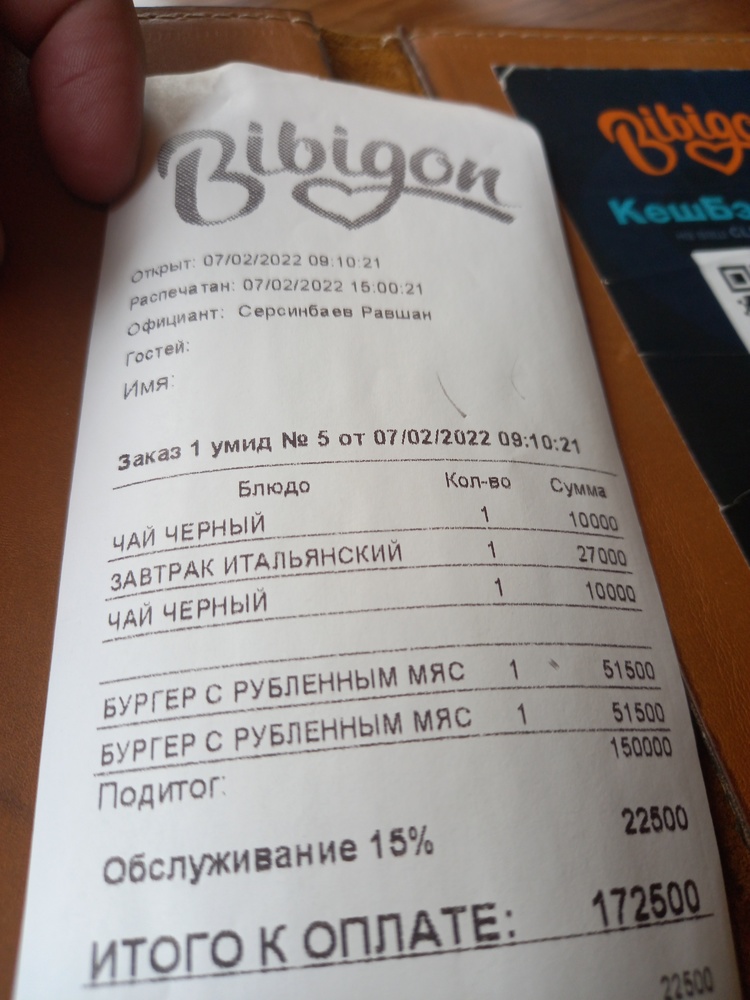 Bibigon
Открыт: 07/02/2022 09:10:21
Распечатан: 07/02/2022 15:00:21
Официант: Серсинбаев Равшан
Гостей:
Имя:
Заказ 1 умид № 5 от 07/02/2022 09:10:21
Блюдо Кол-во Сумма
ЧАЙ ЧЕРНЫЙ 1 10000
ЗАВТРАК ИТАЛЬЯНСКИЙ 1 27000
ЧАЙ ЧЕРНЫЙ 1 10000
БУРГЕР С РУБЛЕННЫМ МЯС 1 51500
БУРГЕР С РУБЛЕННЫМ МЯС 1 51500
Подитог: 150000
Обслуживание 15% 22500
ИТОГО К ОПЛАТЕ: 172500
22500
Bibigo
КешБэ